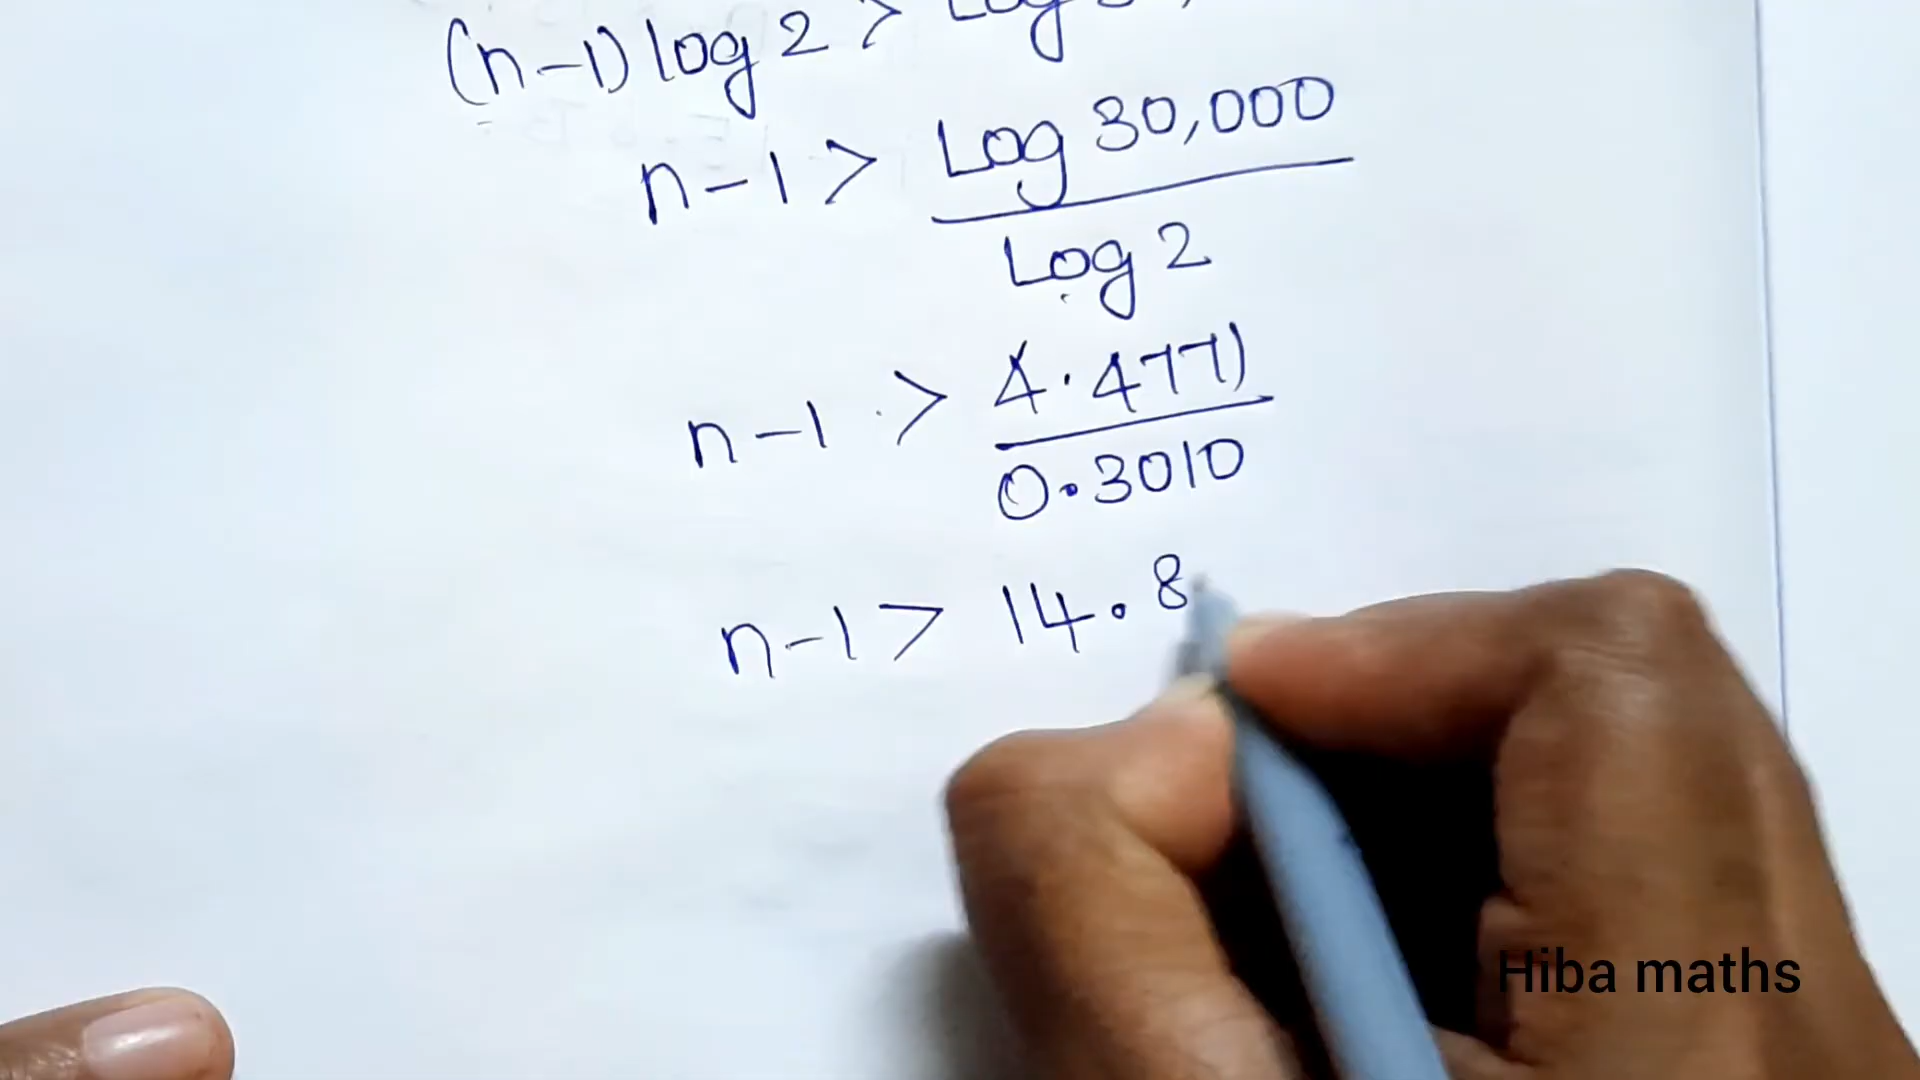 (n-1) log 2 >
n-1 > Log 30,000
Log 2
n-1 > 4.4771
0.3010
n-1 > 14.8
Hiba maths